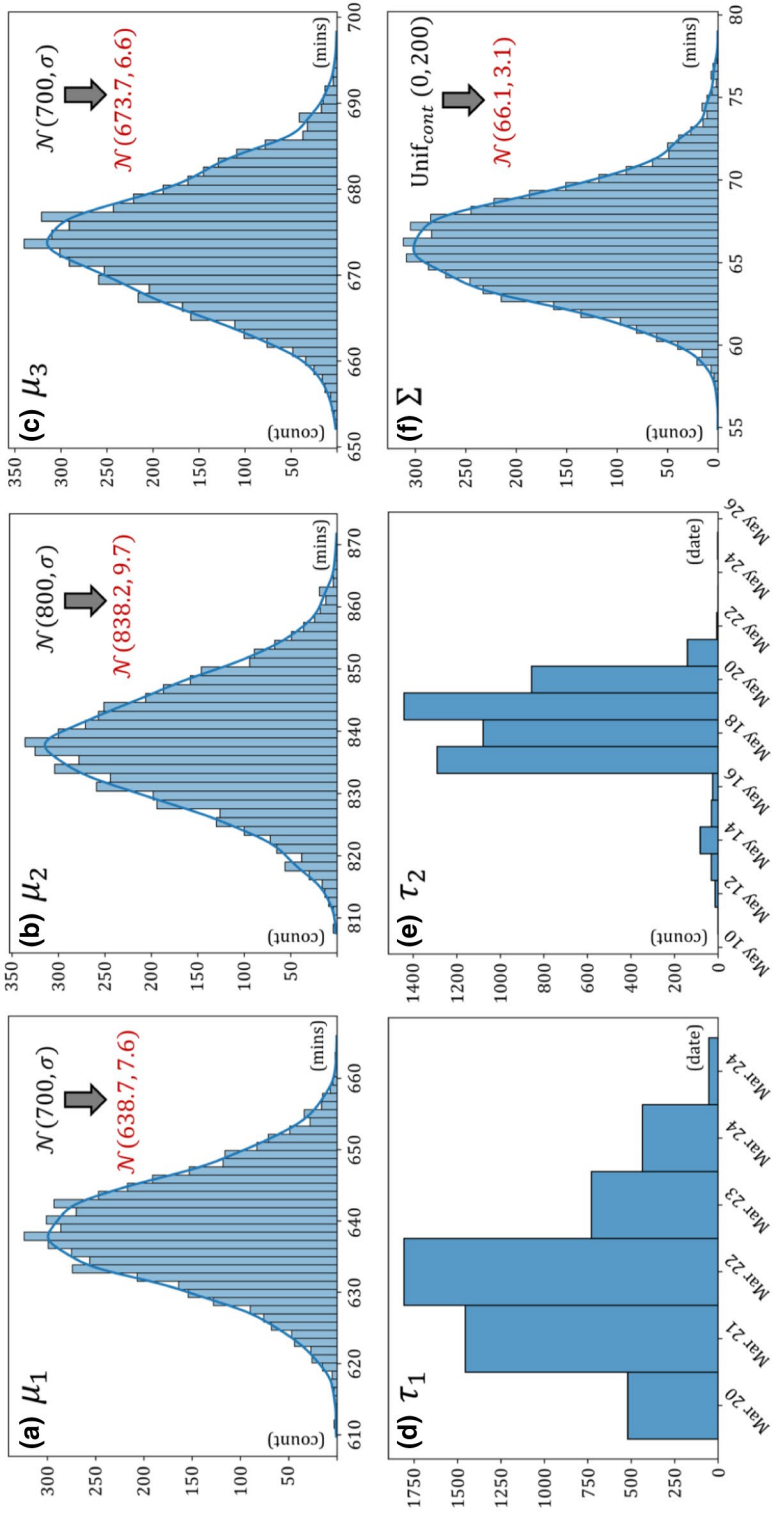 (a) μ1
N(700, σ)
N(638.7, 7.6)
(mins)
(count)
300
250
200
150
100
50
610 620 630 640 650 660
(b) μ2
N(800, σ)
N(838.2, 9.7)
(mins)
(count)
350
300
250
200
150
100
50
810 820 830 840 850 860 870
(c) μ3
N(700, σ)
N(673.7, 6.6)
(mins)
(count)
350
300
250
200
150
100
50
650 660 670 680 690 700
(d) τ1
(date)
1750
1500
1250
750
500
250
0
Mar 20 Mar 21 Mar 22 Mar 23 Mar 24 Mar 24
(e) τ2
(date)
(count)
1400
1200
1000
800
600
400
200
0
May 10 May 12 May 14 May 16 May 18 May 20 May 22 May 24 May 26
(f) Σ
Unifcont (0, 200)
N(66.1, 3.1)
(mins)
(count)
300
250
200
150
100
50
0
55 60 65 70 75 80